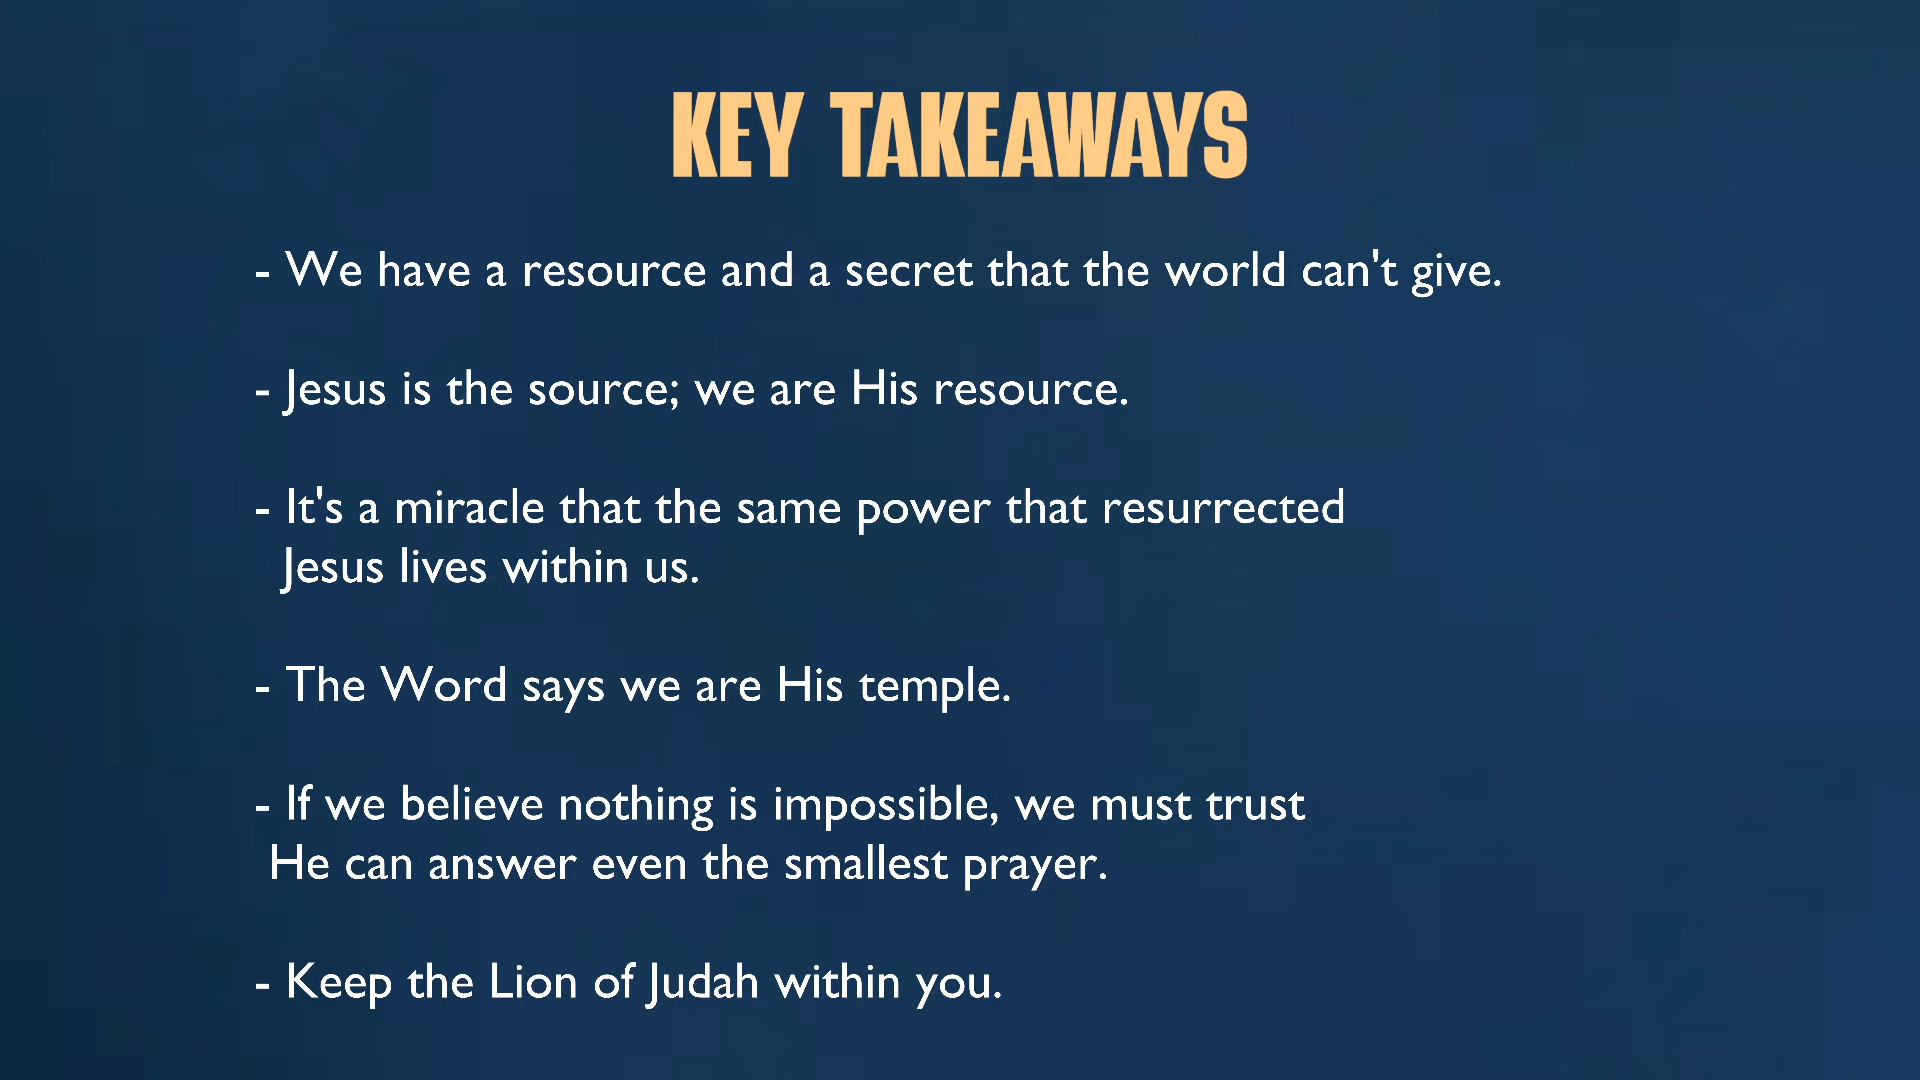 KEY TAKEAWAYS
- We have a resource and a secret that the world can't give.
- Jesus is the source; we are His resource.
- It's a miracle that the same power that resurrected
Jesus lives within us.
- The Word says we are His temple.
- If we believe nothing is impossible, we must trust
He can answer even the smallest prayer.
- Keep the Lion of Judah within you.